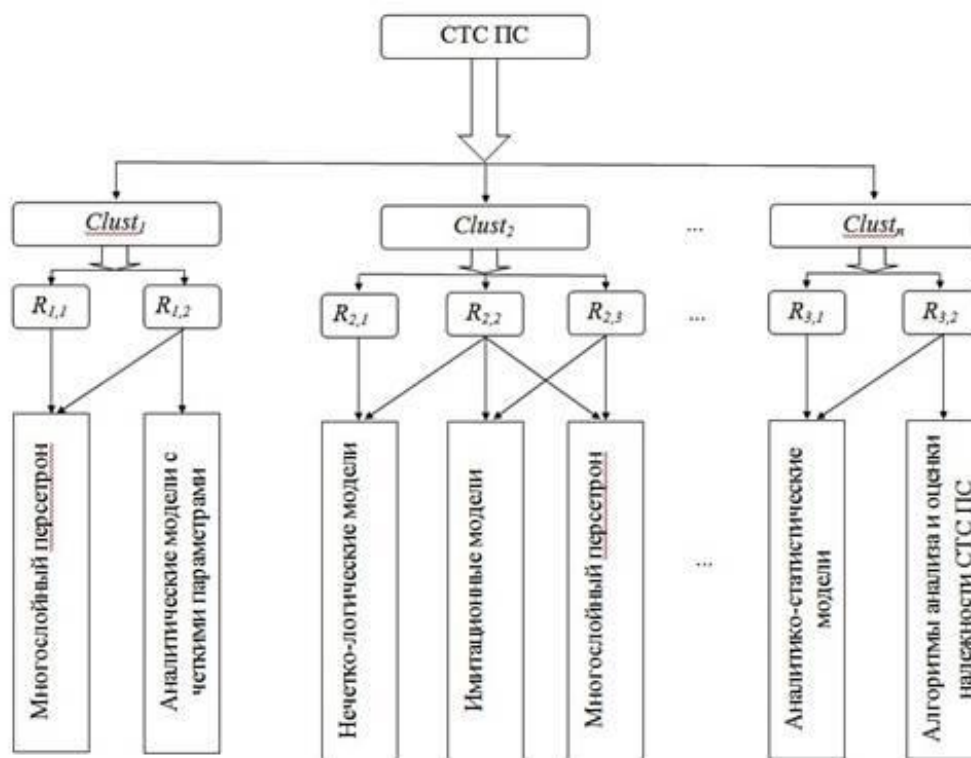 СТС ПС
Clust1
Clust2
...
Clustn
R1,1
R1,2
R2,1
R2,2
R2,3
...
R3,1
R3,2
Многослойный персетрон
Аналитические модели с
четкими параметрами
Нечетко-логические модели
Имитационные модели
Многослойный персетрон
...
Аналитико-статистические
модели
Алгоритмы анализа и оценки
надежности СТС ПС